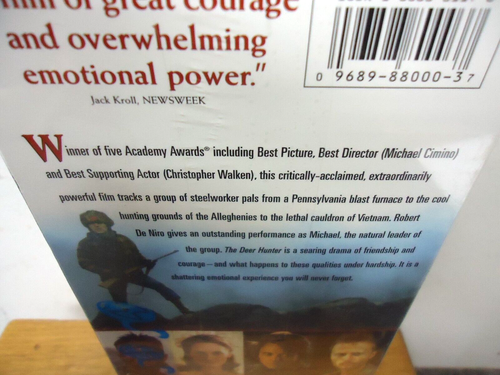 film of great courage
and overwhelming
emotional power."
Jack Kroll, NEWSWEEK
0 9689-88000-3 7
Winner of five Academy Awards® including Best Picture, Best Director (Michael Cimino)
and Best Supporting Actor (Christopher Walken), this critically-acclaimed, extraordinarily
powerful film tracks a group of steelworker pals from a Pennsylvania blast furnace to the cool
hunting grounds of the Alleghenies to the lethal cauldron of Vietnam. Robert
De Niro gives an outstanding performance as Michael, the natural leader of
the group. The Deer Hunter is a searing drama of friendship and
courage—and what happens to these qualities under hardship. It is a
shattering emotional experience you will never forget.